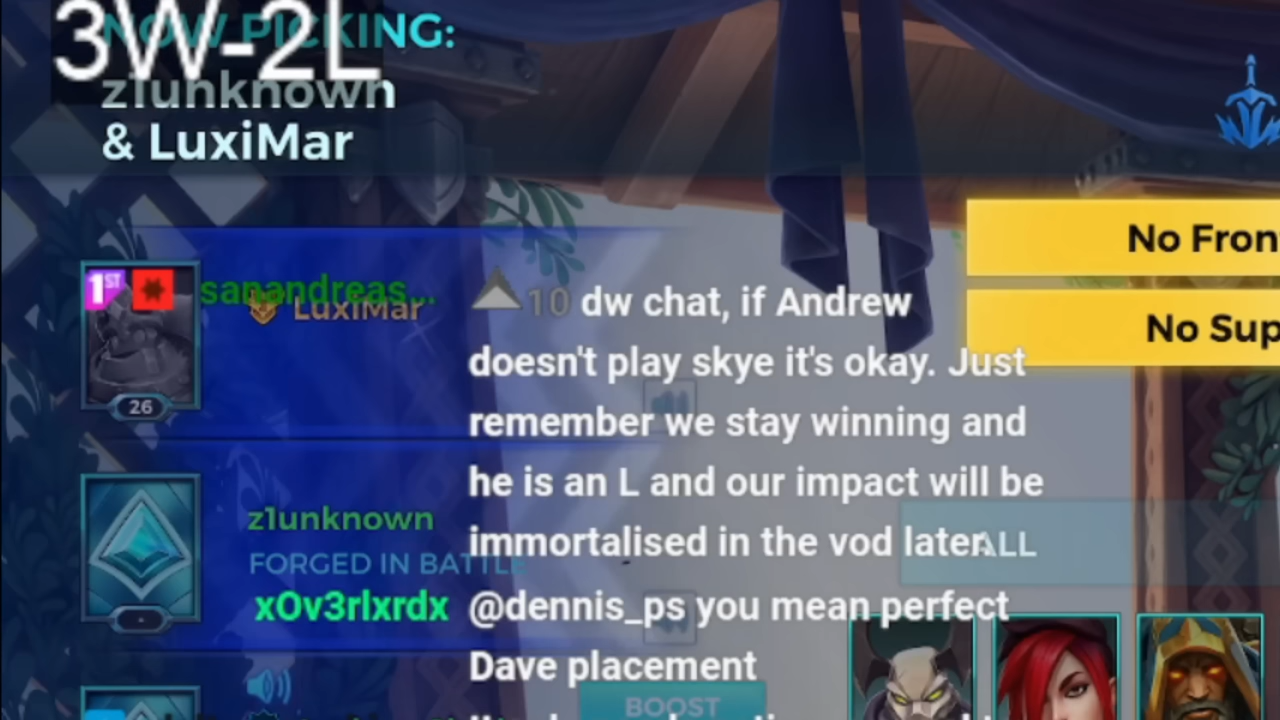 3W-2L
NOW PICKING:
z1unknown
& LuxiMar
No Fron
No Sup
1ST
sanandreas...
LuxiMar
26
10 dw chat, if Andrew
doesn't play skye it's okay. Just
remember we stay winning and
he is an L and our impact will be
immortalised in the vod later.
ALL
z1unknown
FORGED IN BATTLE
xOv3rlxrdx @dennis_ps you mean perfect
Dave placement
BOOST